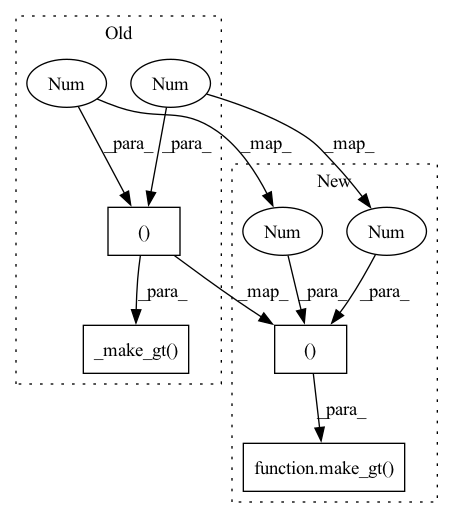 Old
Num
Num
_para_
_para_
_map_
_map_
New
()
Num
Num
_para_
_map_
_para_
_para_
_make_gt()
()
_para_
function.make_gt()